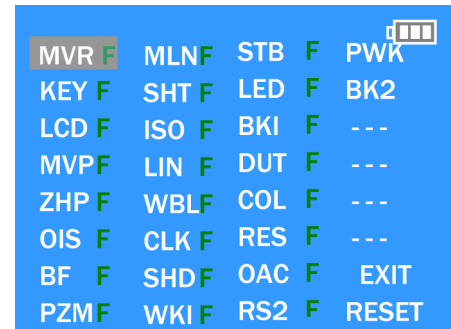 MVR F MLN F STB F PWK
KEY F SHT F LED F BK2
LCD F ISO F BKI F ---
MVP F LIN F DUT F ---
ZHP F WBL F COL F ---
OIS F CLK F RES F ---
BF F SHD F OAC F EXIT
PZM F WKI F RS2 F RESET